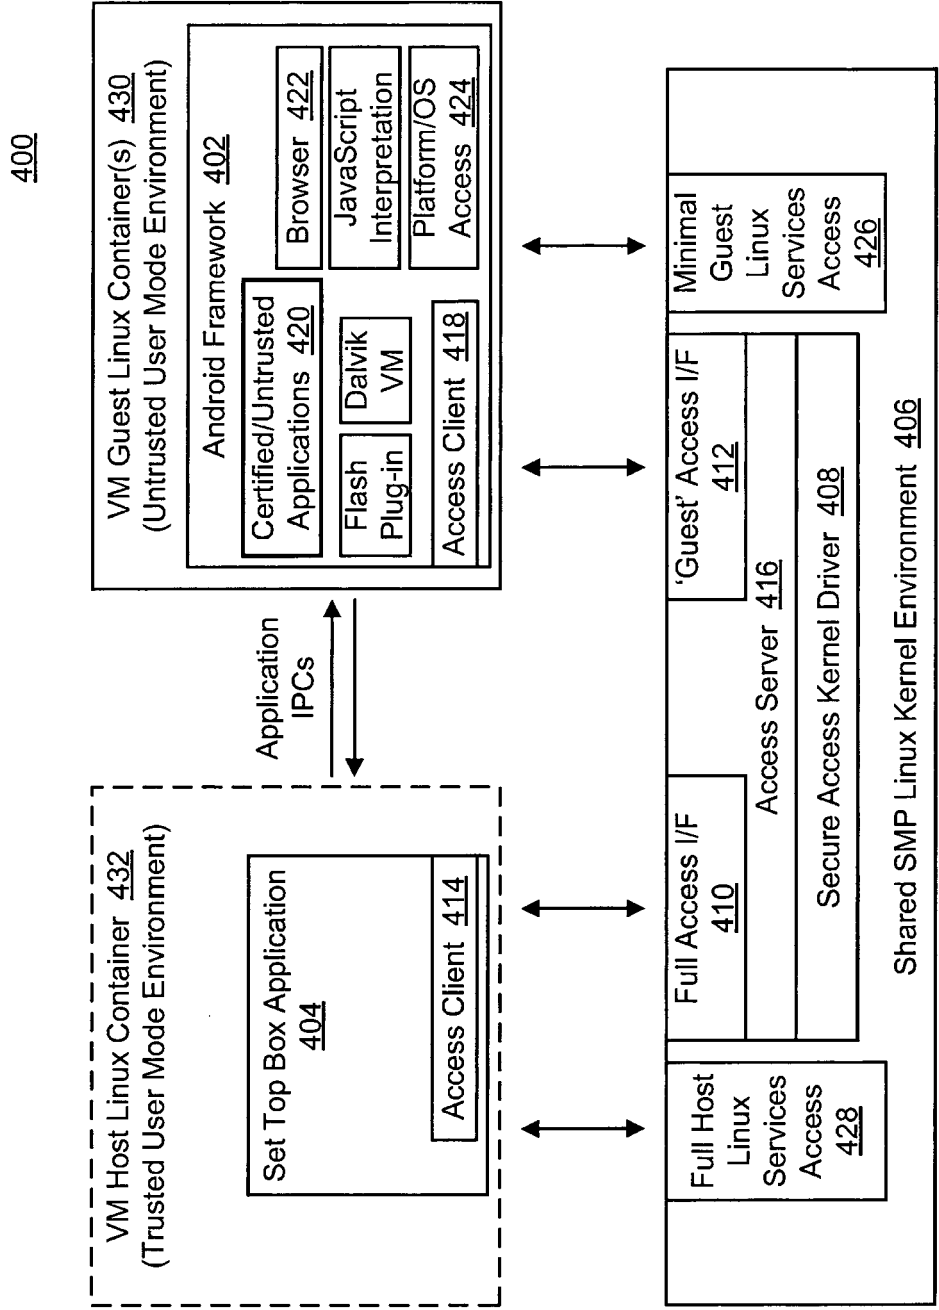 400
VM Host Linux Container 432
(Trusted User Mode Environment)
Set Top Box Application
404
Access Client 414
Application
IPCs
VM Guest Linux Container(s) 430
(Untrusted User Mode Environment)
Android Framework 402
Certified/Untrusted
Applications 420
Flash
Plug-in
Dalvik
VM
Access Client 418
Browser 422
JavaScript
Interpretation
Platform/OS
Access 424
Full Host
Linux
Services
Access
428
Full Access I/F
410
'Guest' Access I/F
412
Access Server 416
Secure Access Kernel Driver 408
Minimal
Guest
Linux
Services
Access
426
Shared SMP Linux Kernel Environment 406